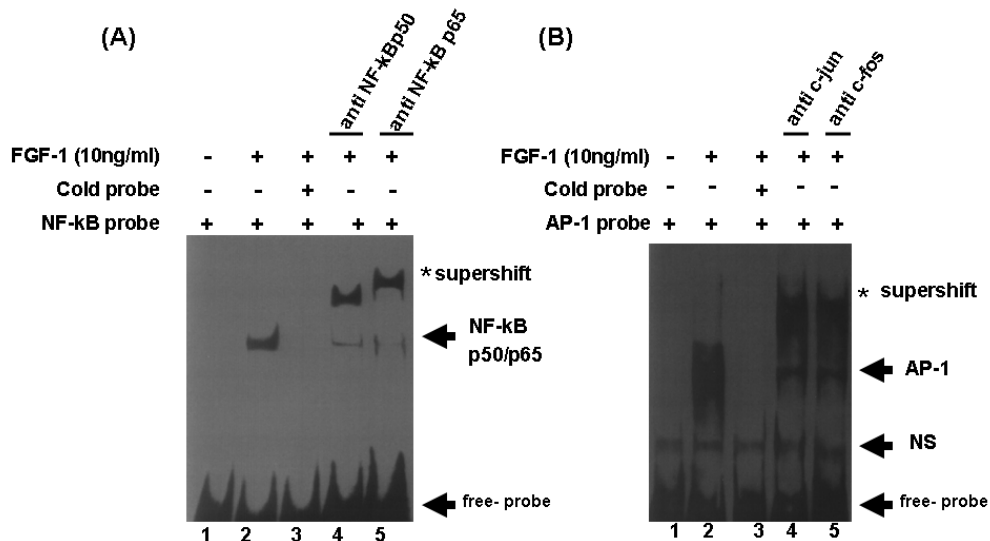 (A)
anti NF-kBp50
anti NF-kB p65
FGF-1 (10ng/ml) - + + + +
Cold probe - - + - -
NF-kB probe + + + + +
* supershift
NF-kB
p50/p65
free- probe
1 2 3 4 5
(B)
anti c-jun
anti c-fos
FGF-1 (10ng/ml) - + + + +
Cold probe - - + - -
AP-1 probe + + + + +
* supershift
AP-1
NS
free- probe
1 2 3 4 5